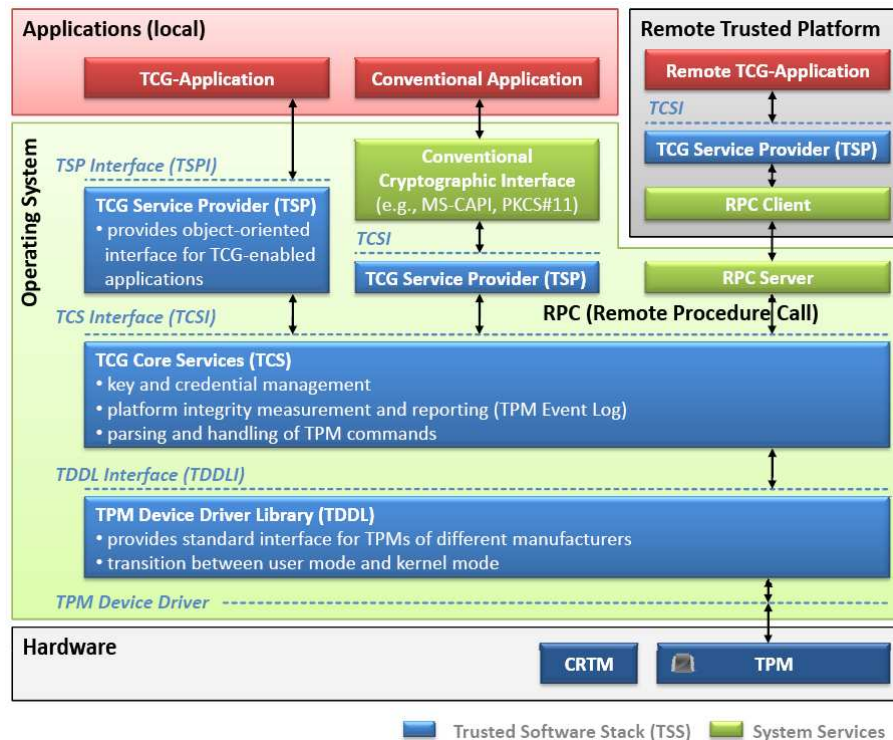 Applications (local)
TCG-Application
Conventional Application
Remote Trusted Platform
Remote TCG-Application
TCSI
TCG Service Provider (TSP)
RPC Client
Operating System
TSP Interface (TSPI)
TCG Service Provider (TSP)
• provides object-oriented
interface for TCG-enabled
applications
Conventional
Cryptographic Interface
(e.g., MS-CAPI, PKCS#11)
TCSI
TCG Service Provider (TSP)
RPC Server
TCS Interface (TCSI)
RPC (Remote Procedure Call)
TCG Core Services (TCS)
• key and credential management
• platform integrity measurement and reporting (TPM Event Log)
• parsing and handling of TPM commands
TDDL Interface (TDDLI)
TPM Device Driver Library (TDDL)
• provides standard interface for TPMs of different manufacturers
• transition between user mode and kernel mode
TPM Device Driver
Hardware
CRTM
TPM
Trusted Software Stack (TSS)
System Services